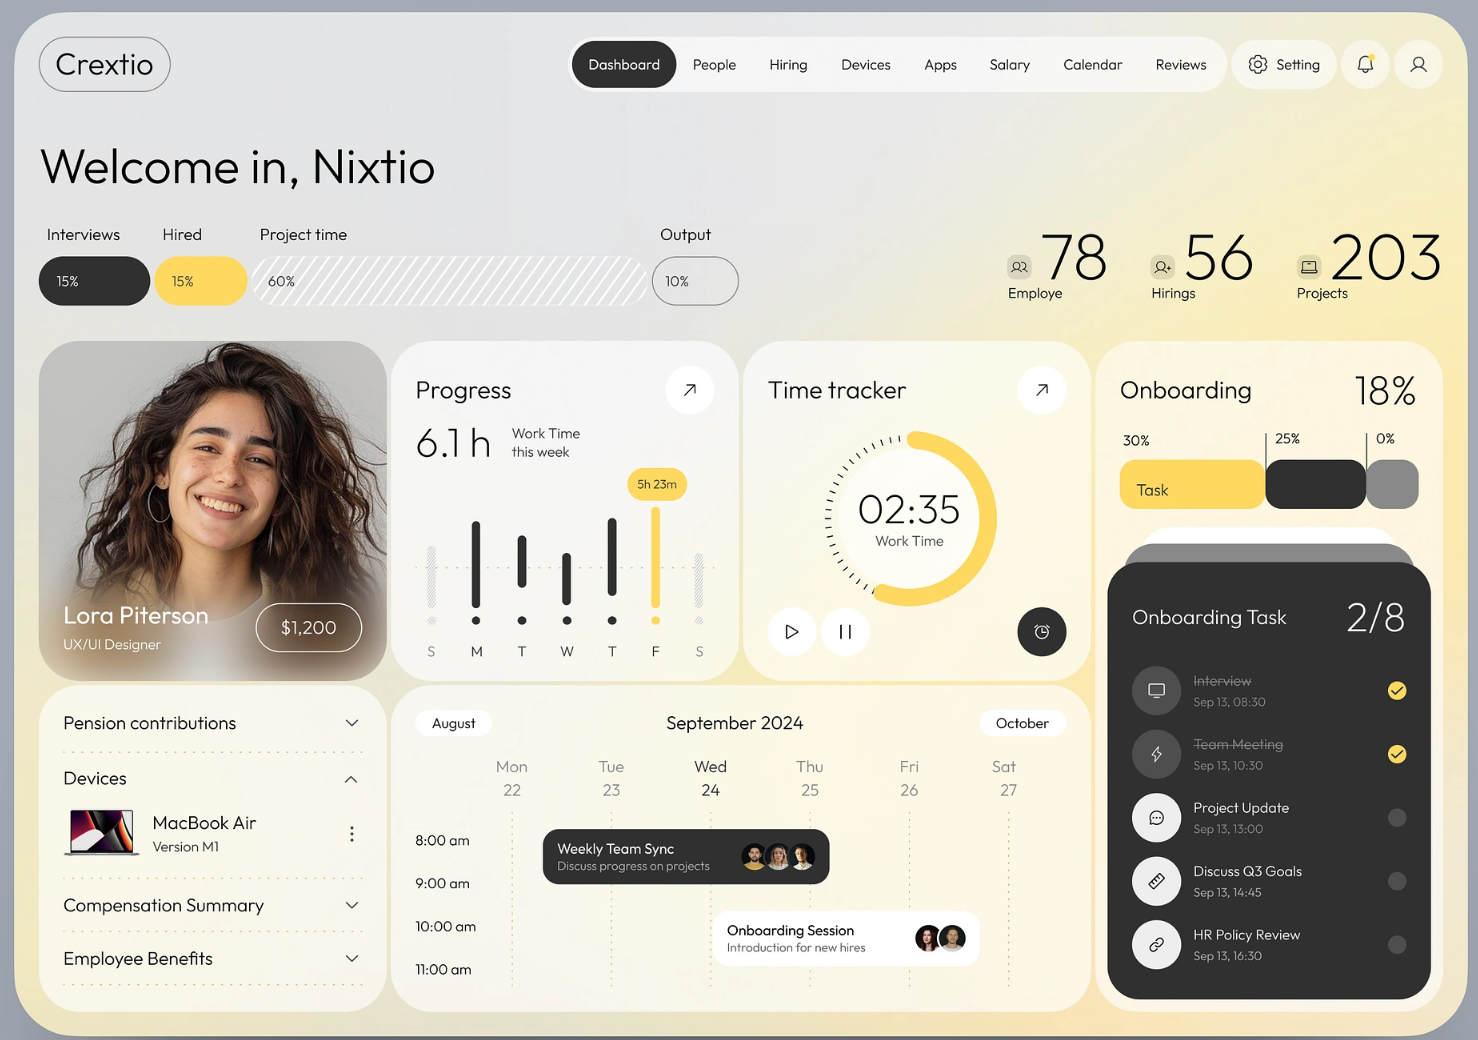 Crextio
Dashboard
People
Hiring
Devices
Apps
Salary
Calendar
Reviews
Setting
Welcome in, Nixtio
Interviews
Hired
Project time
Output
15%
15%
60%
10%
78
Employe
56
Hirings
203
Projects
Lora Piterson
UX/UI Designer
$1,200
Progress
6.1 h
Work Time
this week
5h 23m
S
M
T
W
T
F
S
Time tracker
02:35
Work Time
Onboarding
18%
30%
25%
0%
Task
Onboarding Task
2/8
Interview
Sep 13, 08:30
Team Meeting
Sep 13, 10:30
Project Update
Sep 13, 13:00
Discuss Q3 Goals
Sep 13, 14:45
HR Policy Review
Sep 13, 16:30
Pension contributions
Devices
MacBook Air
Version M1
Compensation Summary
Employee Benefits
August
September 2024
October
Mon
Tue
Wed
Thu
Fri
Sat
22
23
24
25
26
27
8:00 am
9:00 am
10:00 am
11:00 am
Weekly Team Sync
Discuss progress on projects
Onboarding Session
Introduction for new hires